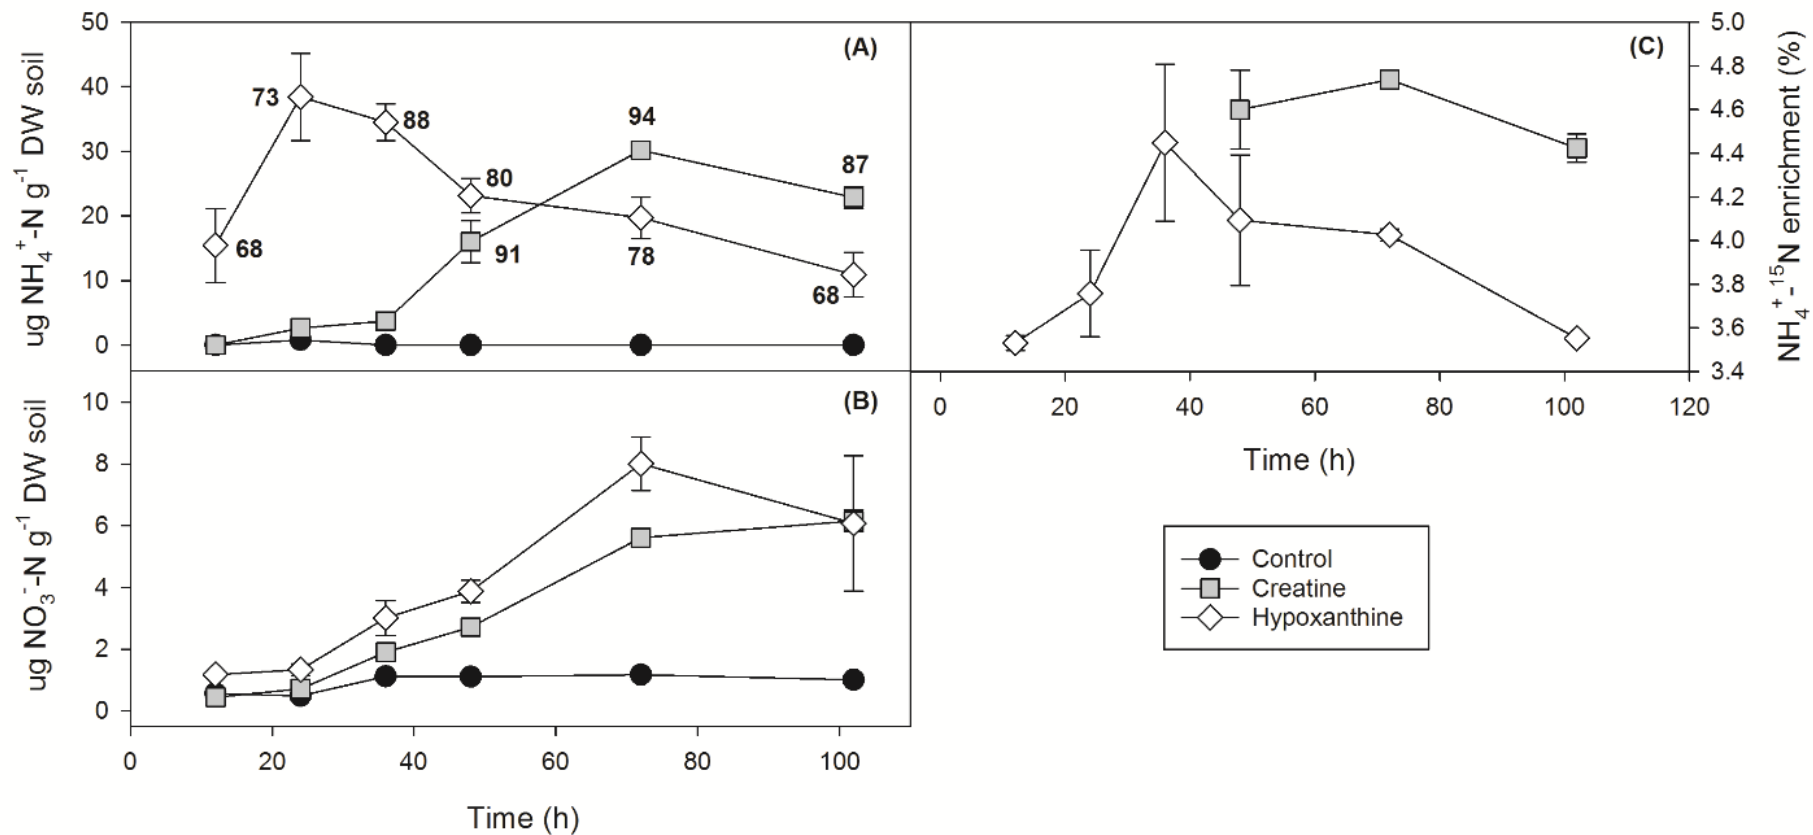 ug NH4+-N g-1 DW soil
50
40
30
20
10
0
(A)
73
88
68
80
91
94
78
87
68
ug NO3--N g-1 DW soil
10
8
6
4
2
0
(B)
0 20 40 60 80 100
Time (h)
(C)
5.0
4.8
4.6
4.4
4.2
4.0
3.8
3.6
3.4
NH4+-15N enrichment (%)
0 20 40 60 80 100 120
Time (h)
Control
Creatine
Hypoxanthine